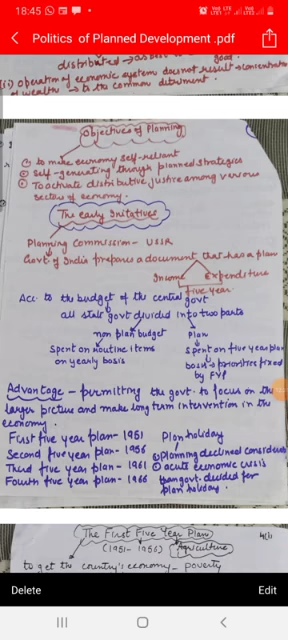 18:45
Politics of Planned Development .pdf
distributed → as best to goal.
(ii) operation of economic system does not result → concentration
of wealth → to the common detriment.
Objectives of Planning
① to make economy self-reliant
② Self-generating through planned strategies
③ To activate distributive justice among various
sectors of economy.
The early Initiatives
Planning Commission - USSR
Govt of India prepares a document that has a plan
Income Expenditure
five year
Acc. to the budget of the central govt
all state govt divided into two parts
non plan budget Plan
Spent on routine items spent on five year plan
on yearly basis basis priorities fixed
by FYP
Advantage - permitting the govt. to focus on the
larger picture and make long term intervention in the
economy.
First five year plan - 1951 Plan holiday
Second five year plan - 1956 ① Planning declined
Third five year plan - 1961 ② acute economic crisis
Fourth five year plan - 1966 govt. decided for
plan holiday.
The First Five Year Plan
(1951 - 1956) Agriculture
to get the country's economy - poverty
Delete Edit